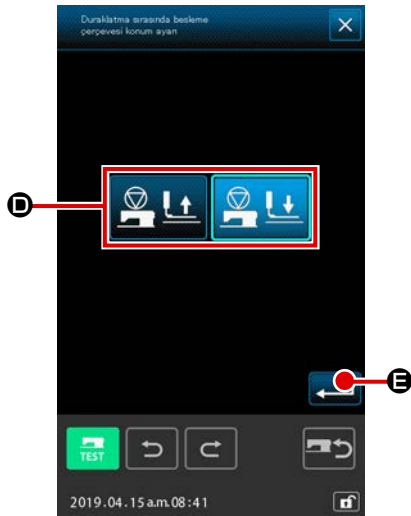 Duraklatma sırasında besleme
çerçevesi konum ayarı
D
E
TEST
2019.04.15 a.m.08:41